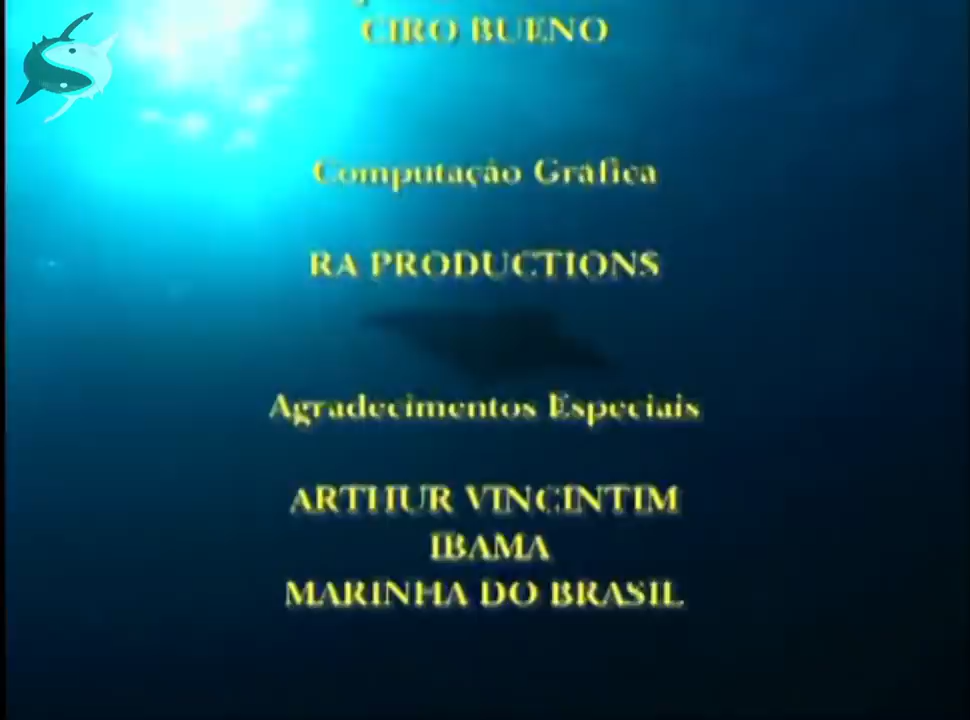 CIRO BUENO
Computação Gráfica
RA PRODUCTIONS
Agradecimentos Especiais
ARTHUR VINCINTIM
IBAMA
MARINHA DO BRASIL